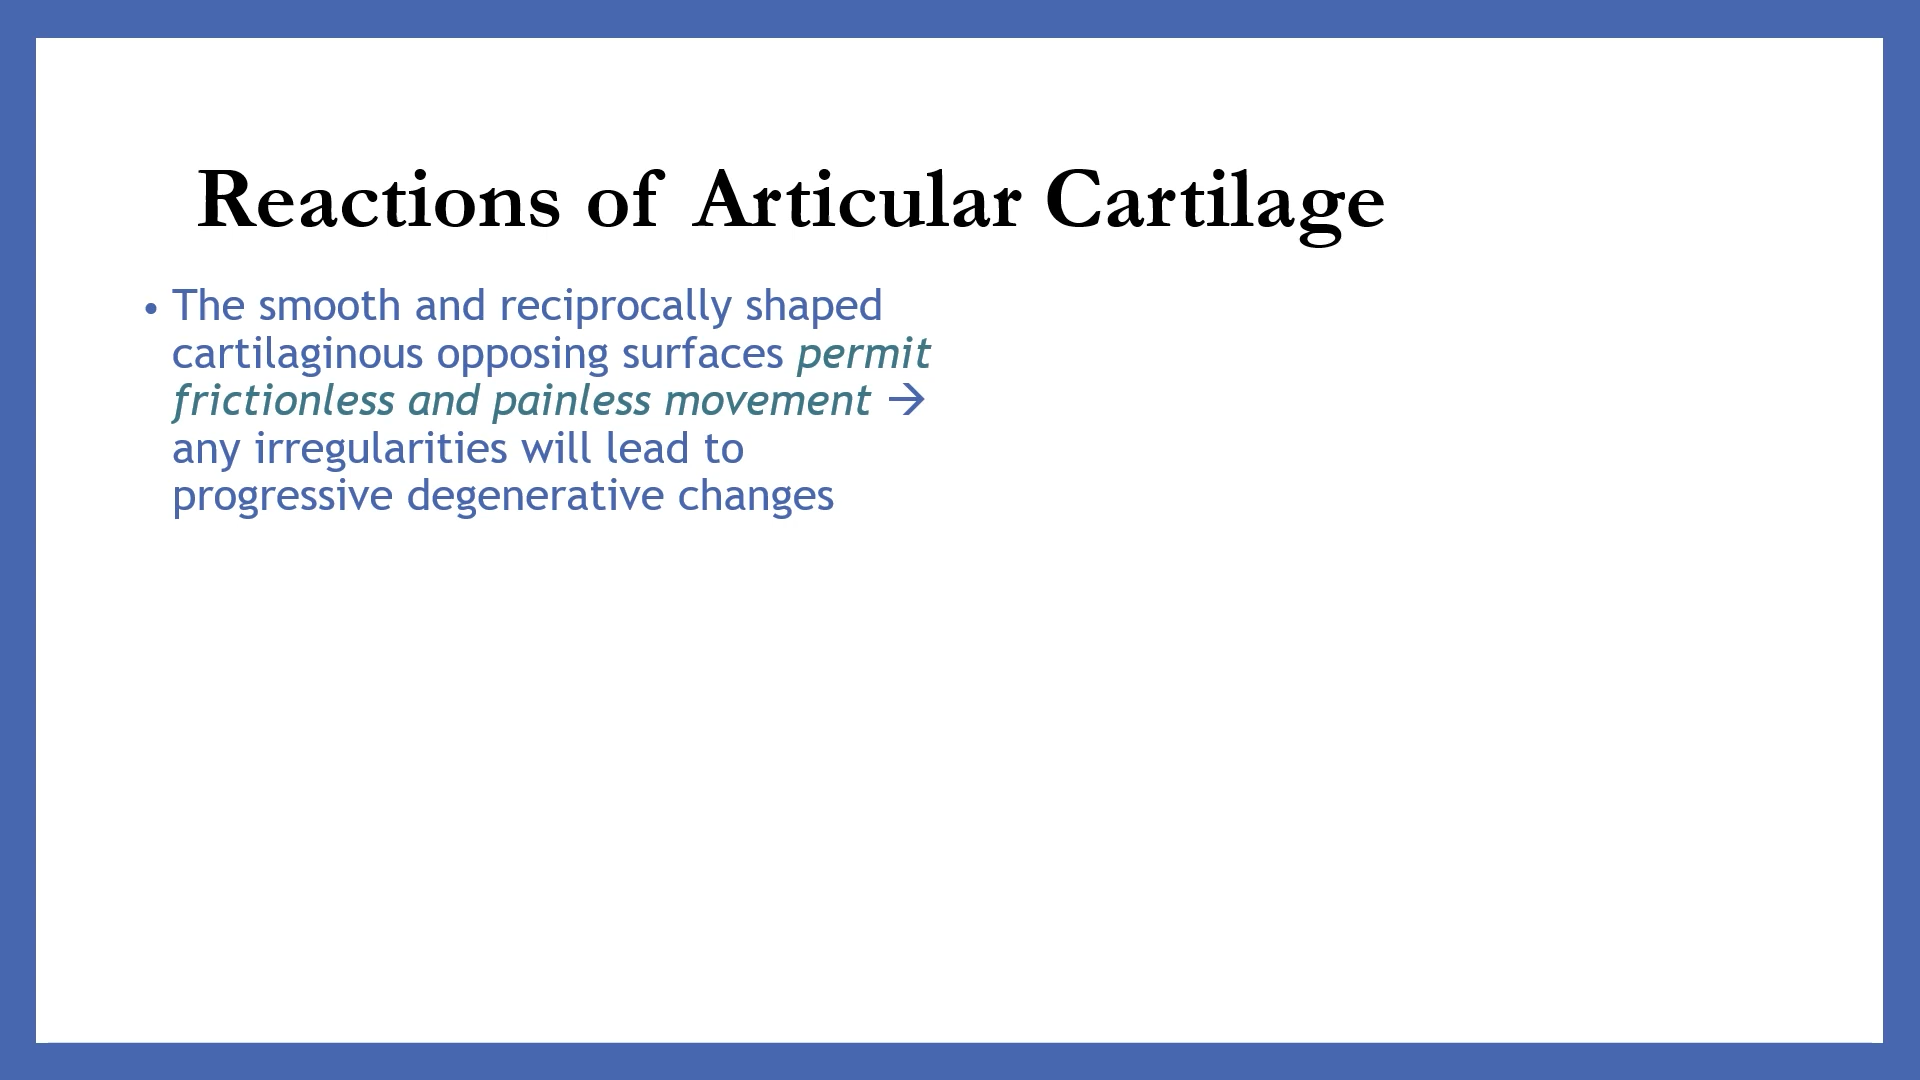 Reactions of Articular Cartilage
• The smooth and reciprocally shaped
cartilaginous opposing surfaces permit
frictionless and painless movement →
any irregularities will lead to
progressive degenerative changes